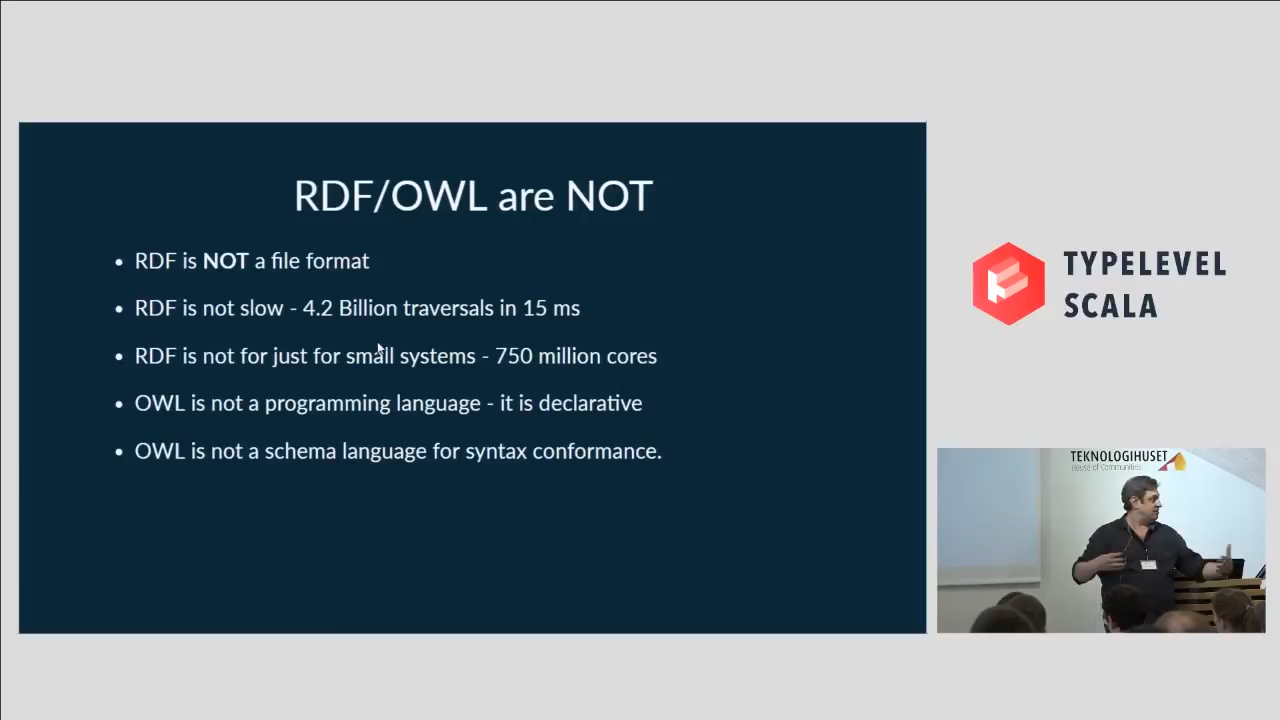 RDF/OWL are NOT
• RDF is NOT a file format
• RDF is not slow - 4.2 Billion traversals in 15 ms
• RDF is not for just for small systems - 750 million cores
• OWL is not a programming language - it is declarative
• OWL is not a schema language for syntax conformance.
TYPELEVEL
SCALA
TEKNOLOGIHUSET
House of Communities